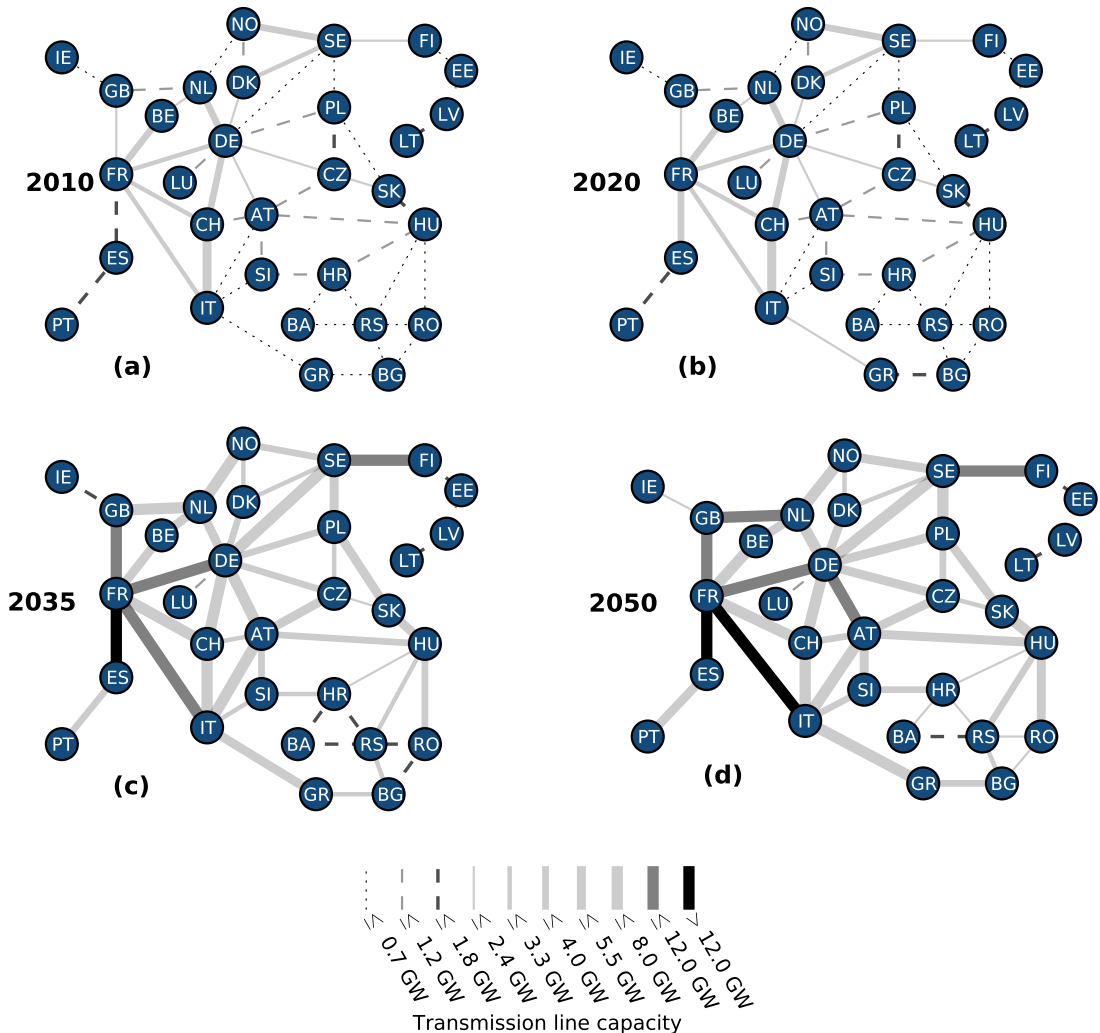 NO
SE
FI
IE
EE
NL
DK
GB
PL
BE
LV
DE
LT
2010
FR
LU
CZ
SK
AT
CH
HU
ES
SI
HR
IT
PT
BA
RS
RO
(a)
GR
BG
NO
SE
FI
IE
EE
NL
DK
GB
PL
BE
LV
DE
LT
2020
FR
LU
CZ
SK
AT
CH
HU
ES
SI
HR
IT
PT
BA
RS
RO
(b)
GR
BG
NO
SE
FI
IE
EE
NL
DK
GB
PL
BE
LV
DE
LT
2035
FR
LU
CZ
SK
AT
CH
HU
ES
SI
HR
IT
PT
BA
RS
RO
(c)
GR
BG
NO
SE
FI
IE
EE
NL
DK
GB
PL
BE
LV
DE
LT
2050
FR
LU
CZ
SK
AT
CH
HU
ES
SI
HR
IT
PT
BA
RS
RO
(d)
GR
BG
≤ 0.7 GW
≤ 1.2 GW
≤ 1.8 GW
≤ 2.4 GW
≤ 3.3 GW
≤ 4.0 GW
≤ 5.5 GW
≤ 8.0 GW
≤ 12.0 GW
> 12.0 GW
Transmission line capacity